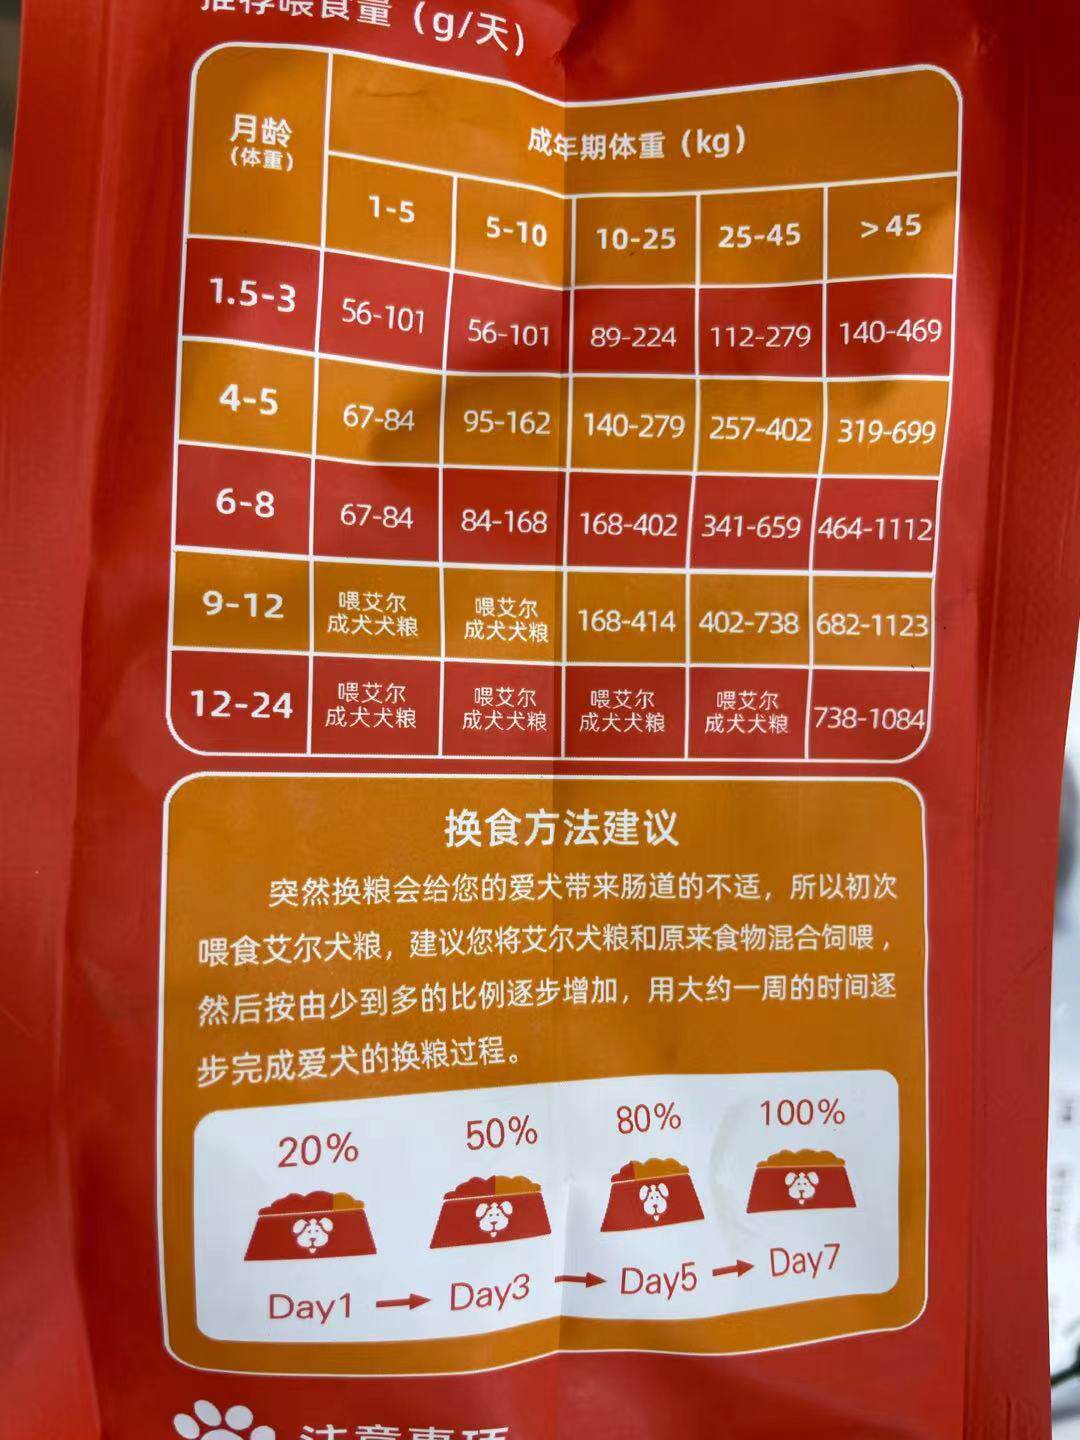 推荐喂食量（g/天）
月龄 成年期体重（kg）
（体重）
1-5 5-10 10-25 25-45 >45
1.5-3 56-101 56-101 89-224 112-279 140-469
4-5 67-84 95-162 140-279 257-402 319-699
6-8 67-84 84-168 168-402 341-659 464-1112
9-12 喂艾尔 喂艾尔 168-414 402-738 682-1123
成犬犬粮 成犬犬粮
12-24 喂艾尔 喂艾尔 喂艾尔 喂艾尔 738-1084
成犬犬粮 成犬犬粮 成犬犬粮 成犬犬粮
换食方法建议
突然换粮会给您的爱犬带来肠道的不适，所以初次
喂食艾尔犬粮，建议您将艾尔犬粮和原来食物混合饲喂，
然后按由少到多的比例逐步增加，用大约一周的时间逐
步完成爱犬的换粮过程。
20% 50% 80% 100%
Day1 Day3 Day5 Day7
注意事项